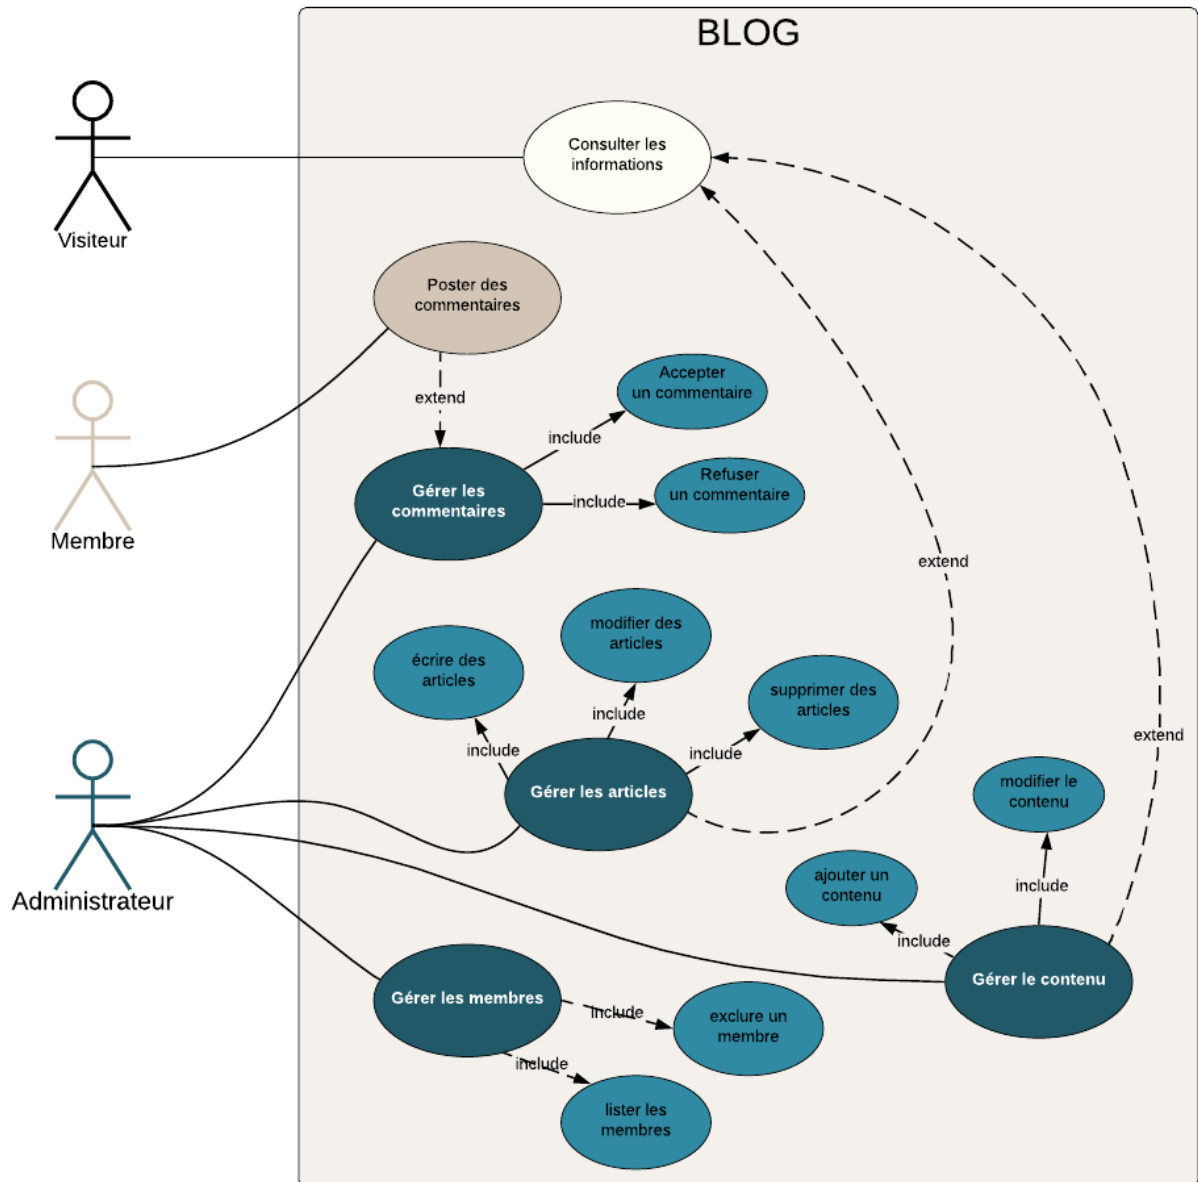 BLOG
Consulter les
informations
Visiteur
Poster des
commentaires
Accepter
un commentaire
extend
include
Membre
Gérer les
commentaires
include
Refuser
un commentaire
extend
modifier des
articles
écrire des
articles
supprimer des
articles
include
include
include
extend
Gérer les articles
modifier le
contenu
Administrateur
ajouter un
contenu
include
include
Gérer le contenu
Gérer les membres
include
exclure un
membre
include
lister les
membres